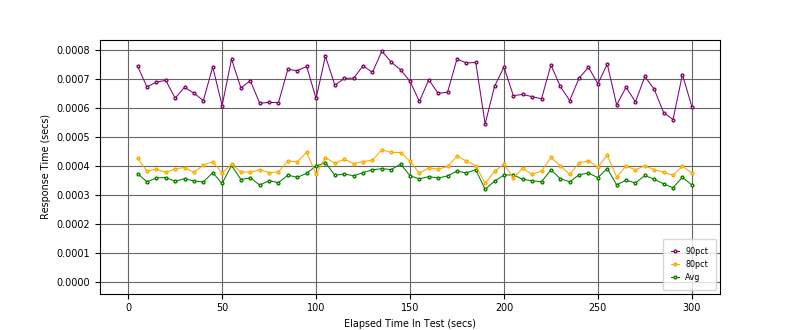 0.0008
0.0007
0.0006
0.0005
0.0004
0.0003
0.0002
0.0001
0.0000
Response Time (secs)
90pct
80pct
Avg
0 50 100 150 200 250 300
Elapsed Time In Test (secs)